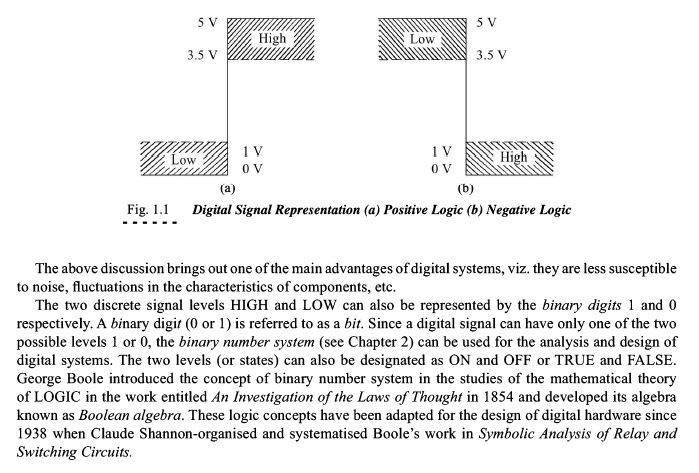 5 V
High
3.5 V
Low
1 V
0 V
(a)
5 V
Low
3.5 V
1 V
High
0 V
(b)
Fig. 1.1 Digital Signal Representation (a) Positive Logic (b) Negative Logic
The above discussion brings out one of the main advantages of digital systems, viz. they are less susceptible
to noise, fluctuations in the characteristics of components, etc.
The two discrete signal levels HIGH and LOW can also be represented by the binary digits 1 and 0
respectively. A binary digit (0 or 1) is referred to as a bit. Since a digital signal can have only one of the two
possible levels 1 or 0, the binary number system (see Chapter 2) can be used for the analysis and design of
digital systems. The two levels (or states) can also be designated as ON and OFF or TRUE and FALSE.
George Boole introduced the concept of binary number system in the studies of the mathematical theory
of LOGIC in the work entitled An Investigation of the Laws of Thought in 1854 and developed its algebra
known as Boolean algebra. These logic concepts have been adapted for the design of digital hardware since
1938 when Claude Shannon-organised and systematised Boole's work in Symbolic Analysis of Relay and
Switching Circuits.